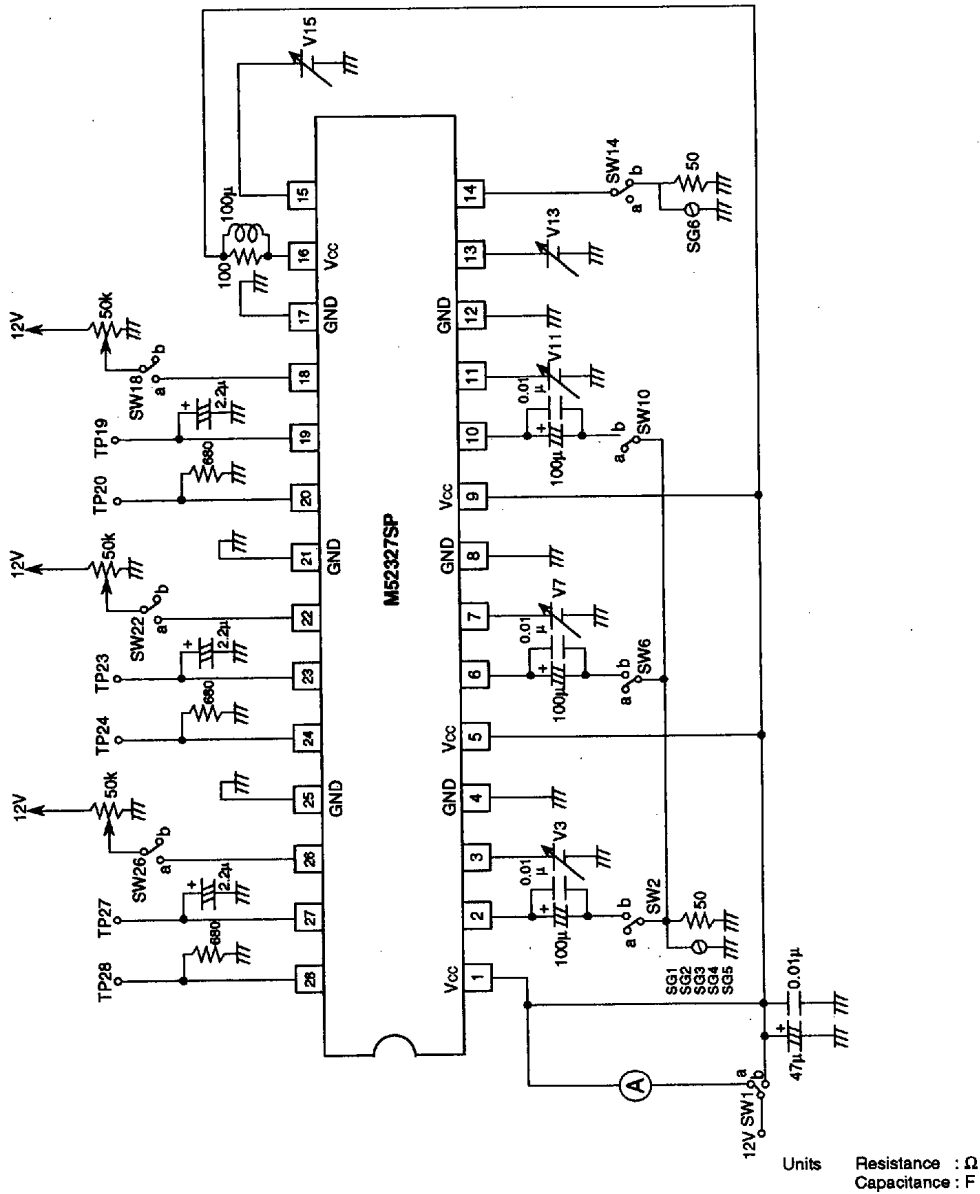 12V
50k
SW26
a
b
12V
50k
SW22
a
b
12V
50k
SW18
a
b
100
100µ
V15
TP28
680
TP27
+
2.2µ
TP24
680
TP23
+
2.2µ
TP20
680
TP19
+
2.2µ
28
27
26
25
24
23
22
21
20
19
18
17
16
15
GND
GND
GND
Vcc
M52327SP
Vcc
GND
Vcc
GND
Vcc
GND
1
2
3
4
5
6
7
8
9
10
11
12
13
14
+
100µ
0.01
µ
V3
+
100µ
0.01
µ
V7
+
100µ
0.01
µ
V11
V13
a
b
SW2
a
b
SW6
a
b
SW10
SW14
a
b
SG6
50
SG1
SG2
SG3
SG4
SG5
50
A
12V
SW1
a
b
+
47µ
0.01µ
Units
Resistance : Ω
Capacitance : F